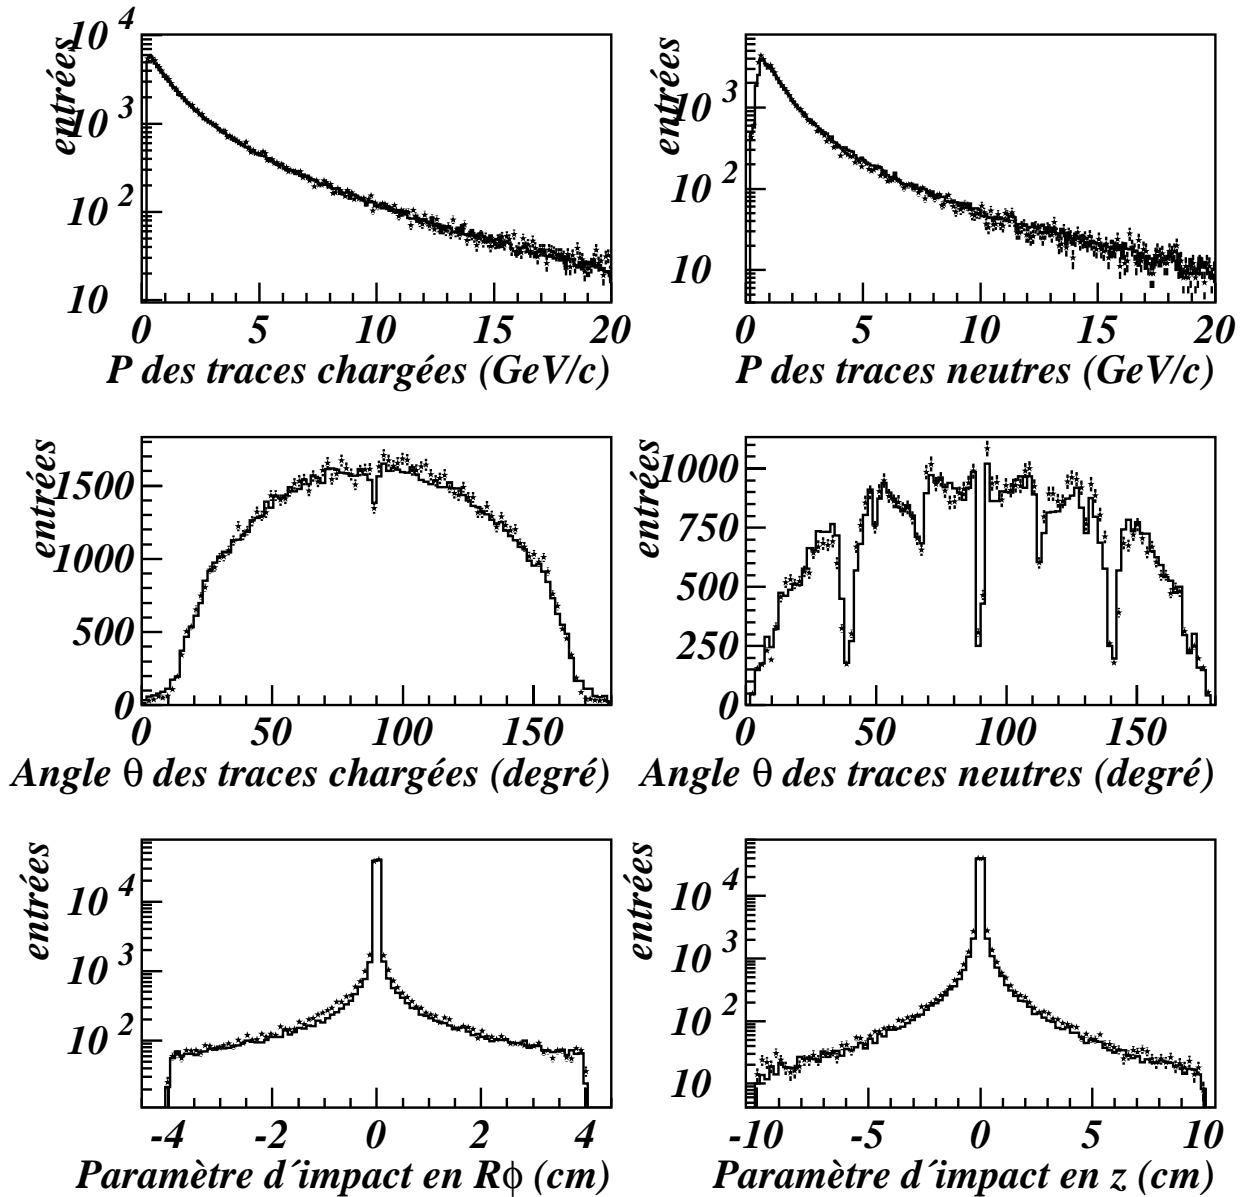 entrées
10 4
10 3
10 2
10
0 5 10 15 20
P des traces chargées (GeV/c)
entrées
10 3
10 2
10
0 5 10 15 20
P des traces neutres (GeV/c)
entrées
1500
1000
500
0
0 50 100 150
Angle θ des traces chargées (degré)
entrées
1000
750
500
250
0
0 50 100 150
Angle θ des traces neutres (degré)
entrées
10 4
10 3
10 2
-4 -2 0 2 4
Paramètre d´impact en Rϕ (cm)
entrées
10 4
10 3
10 2
10
-10 -5 0 5 10
Paramètre d´impact en z (cm)